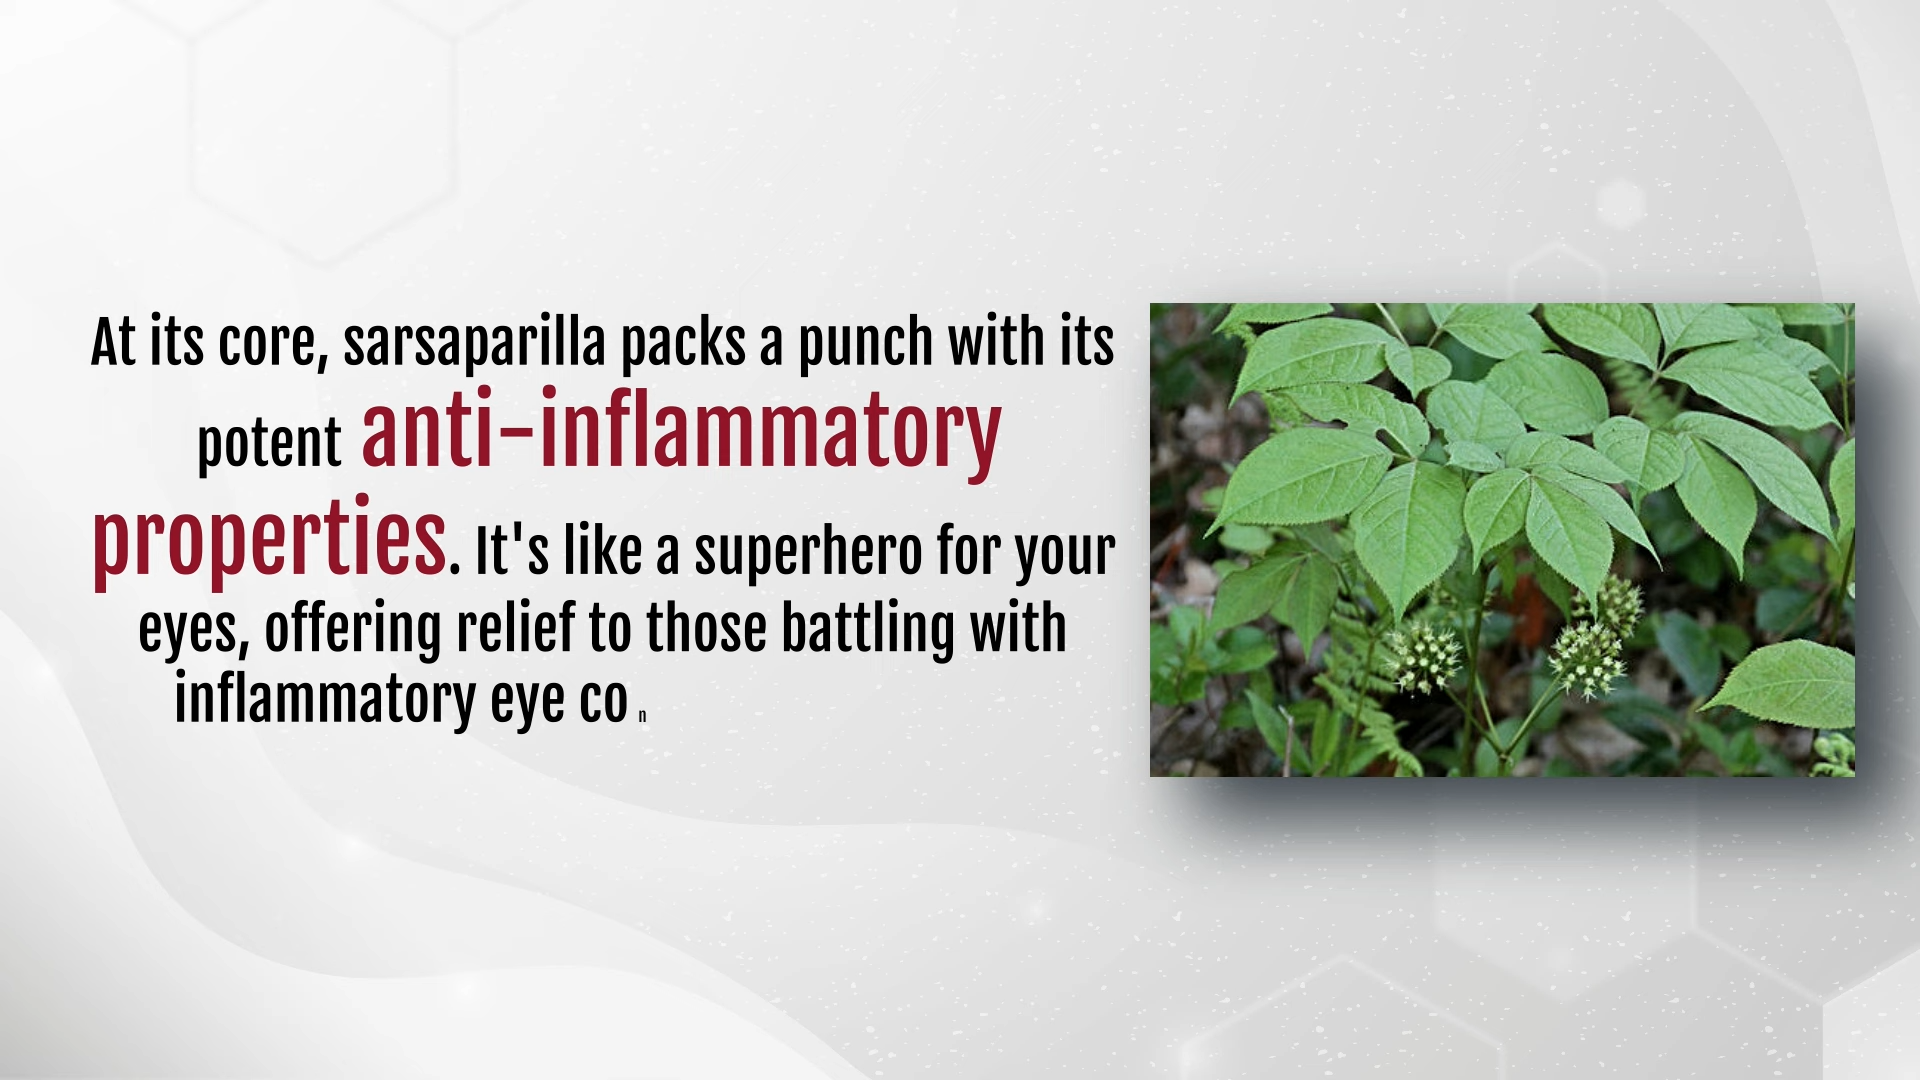 At its core, sarsaparilla packs a punch with its
potent anti-inflammatory
properties. It's like a superhero for your
eyes, offering relief to those battling with
inflammatory eye con